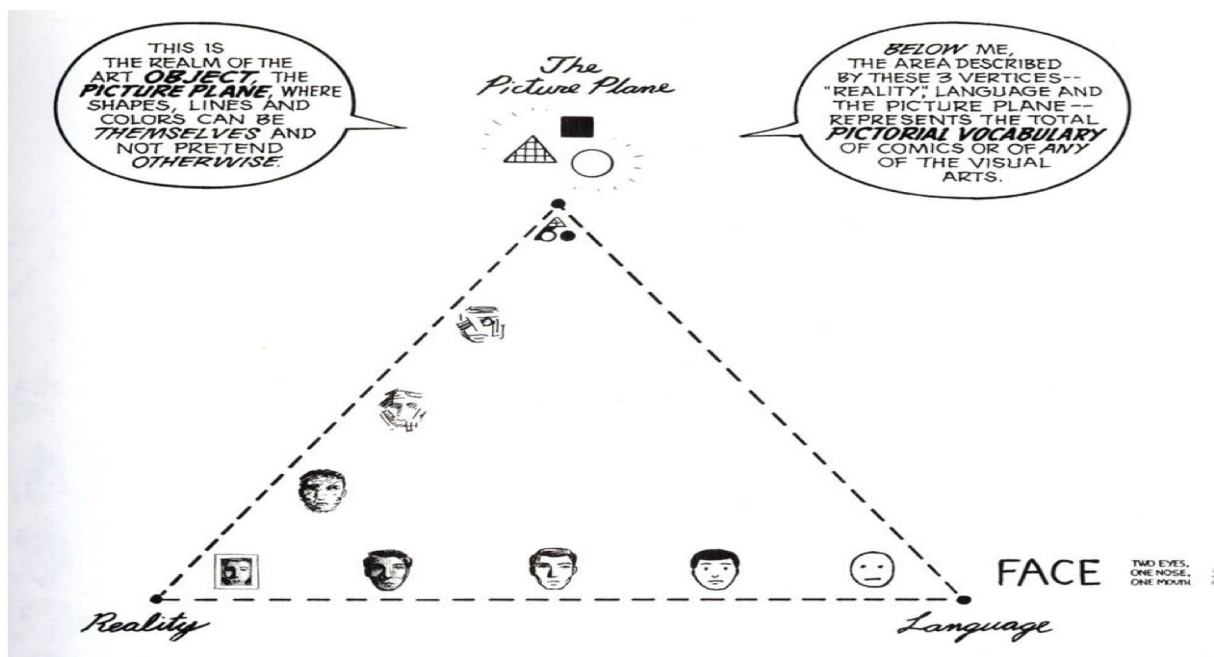 THIS IS
THE REALM OF THE
ART OBJECT, THE
PICTURE PLANE, WHERE
SHAPES, LINES AND
COLORS CAN BE
THEMSELVES AND
NOT PRETEND
OTHERWISE.
The
Picture Plane
BELOW ME,
THE AREA DESCRIBED
BY THESE 3 VERTICES--
"REALITY," LANGUAGE AND
THE PICTURE PLANE--
REPRESENTS THE TOTAL
PICTORIAL VOCABULARY
OF COMICS OR OF ANY
OF THE VISUAL
ARTS.
FACE
TWO EYES,
ONE NOSE,
ONE MOUTH.
Reality
Language